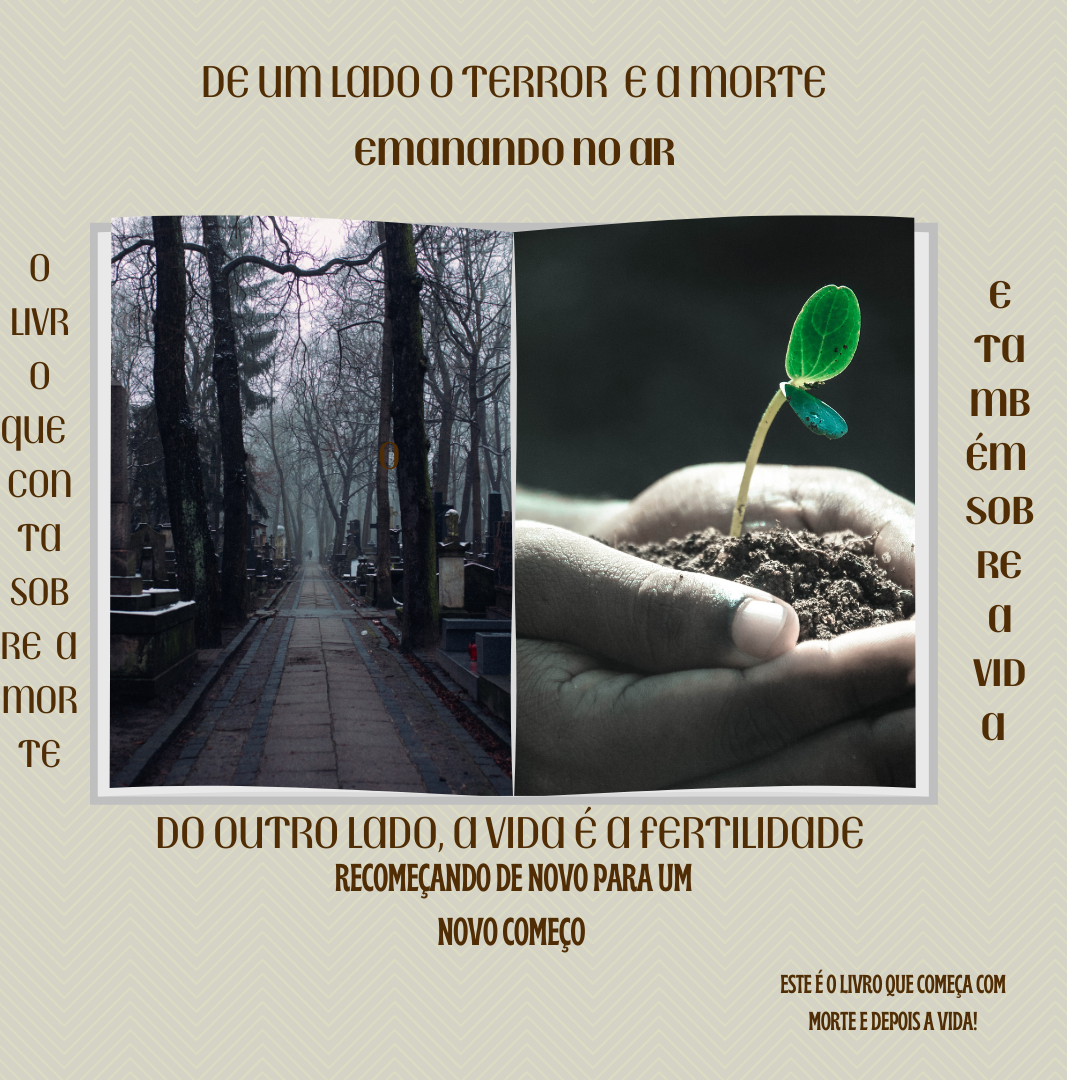 DE UM LADO O TERROR E A MORTE
EMANANDO NO AR
O
LIVR
O
QUE
CON
TA
SOB
RE A
MOR
TE
E
TA
MB
ÉM
SOB
RE
A
VID
A
DO OUTRO LADO, A VIDA É A FERTILIDADE
RECOMEÇANDO DE NOVO PARA UM
NOVO COMEÇO
ESTE É O LIVRO QUE COMEÇA COM
MORTE E DEPOIS A VIDA!